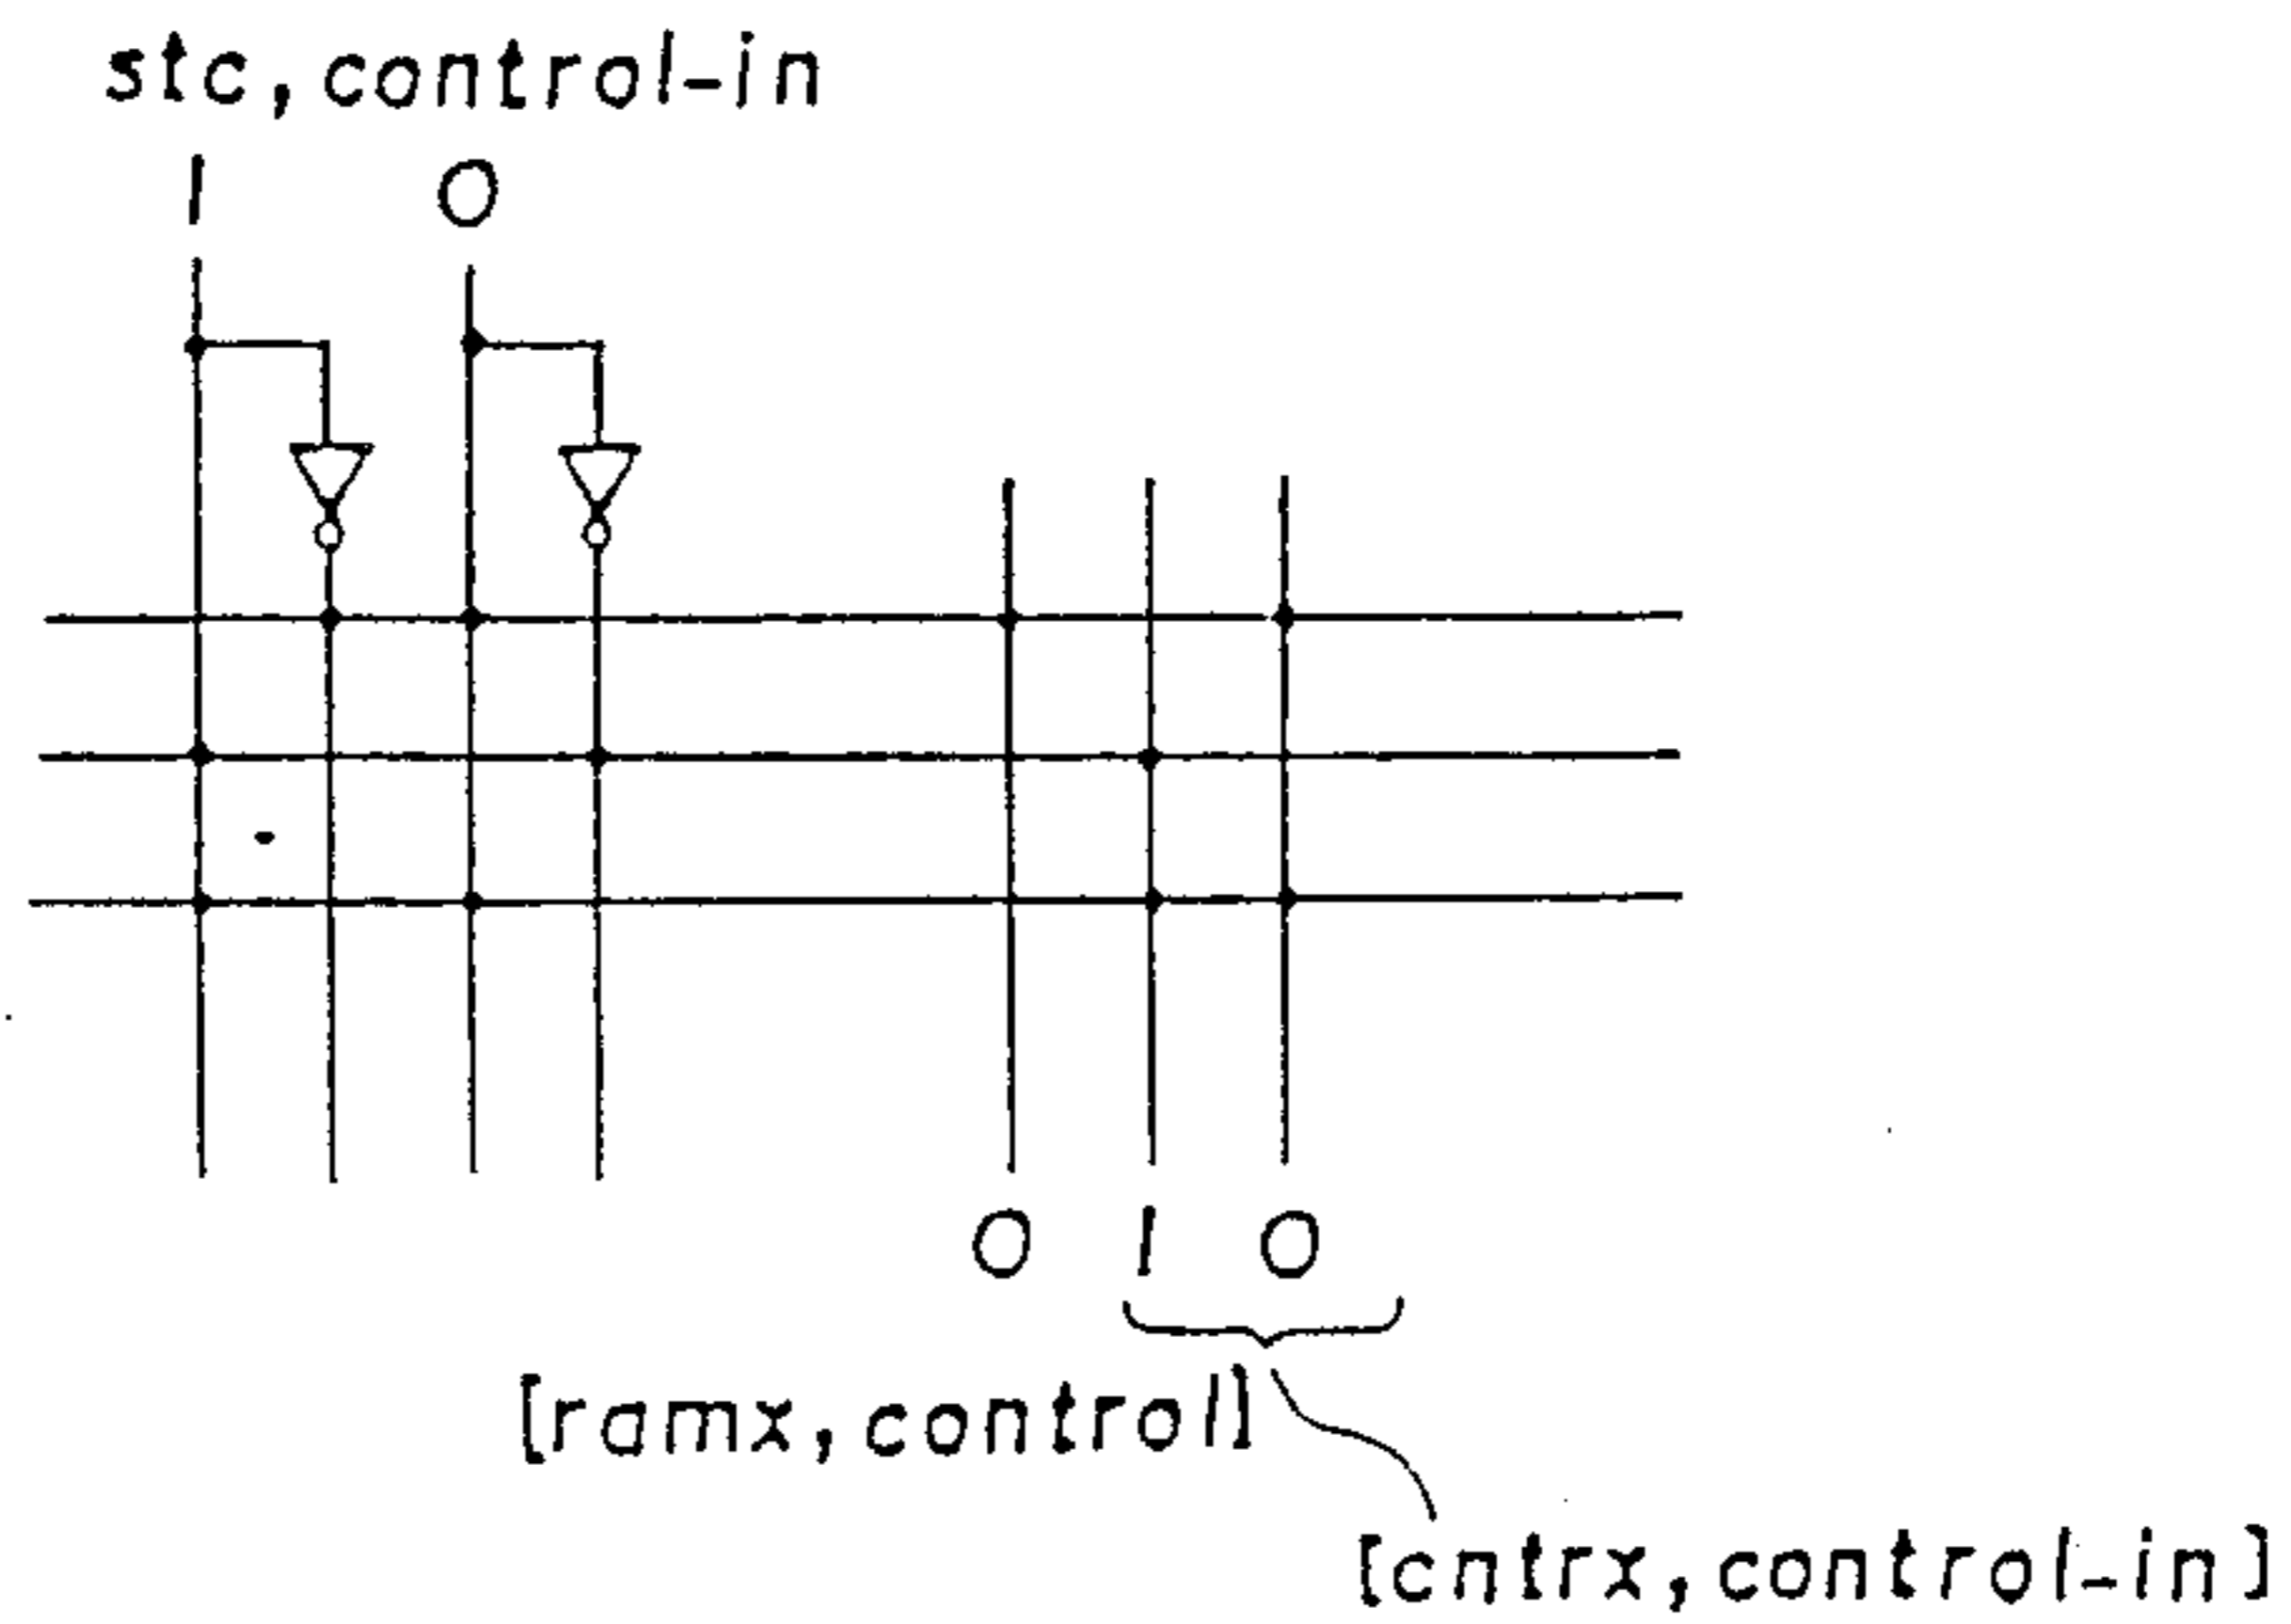 stc, control-in
1 0
0 1 0
[ramx, control]
[cntrx, control-in]